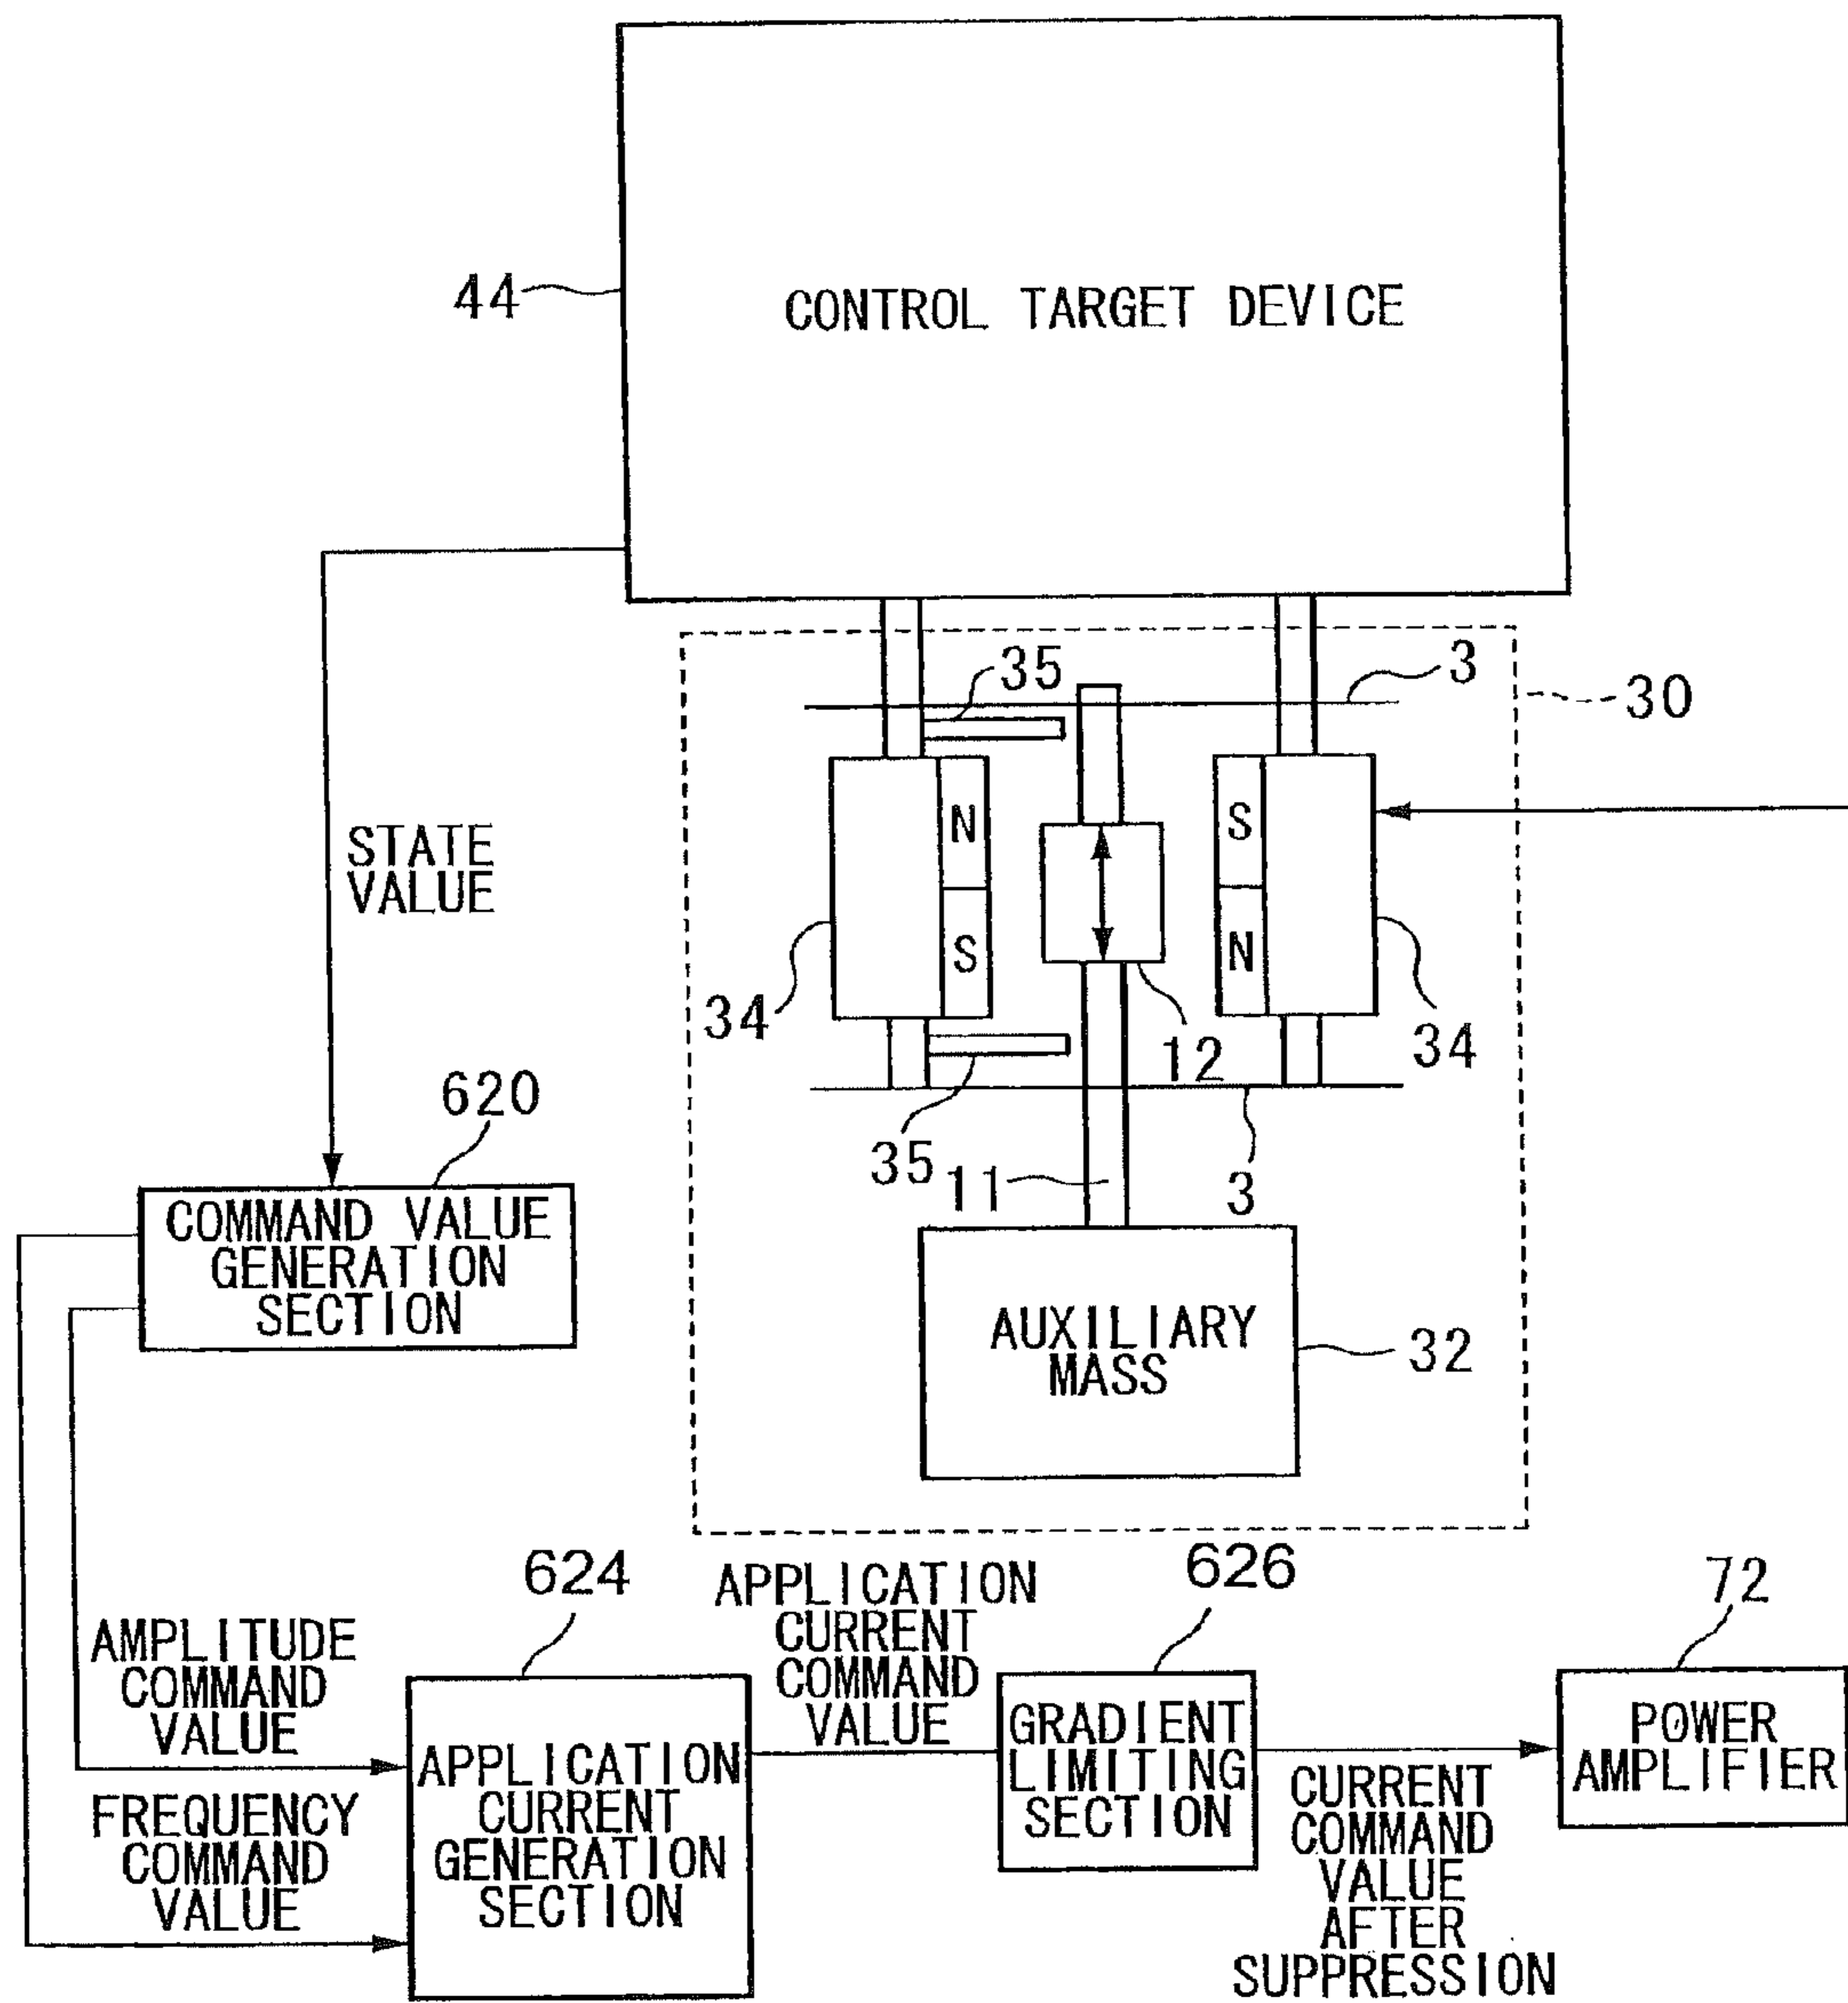 44
CONTROL TARGET DEVICE
35
3
30
N
S
STATE
VALUE
S
N
34
12
34
620
35
11
3
COMMAND VALUE
GENERATION
SECTION
AUXILIARY
MASS
32
624
APPLICATION
CURRENT
COMMAND
VALUE
626
72
AMPLITUDE
COMMAND
VALUE
GRADIENT
LIMITING
SECTION
POWER
AMPLIFIER
APPLICATION
CURRENT
GENERATION
SECTION
FREQUENCY
COMMAND
VALUE
CURRENT
COMMAND
VALUE
AFTER
SUPPRESSION